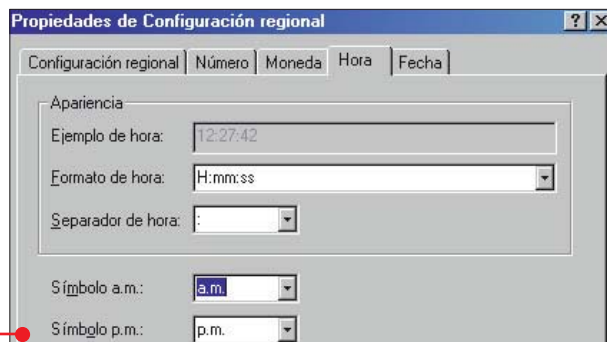 Propiedades de Configuración regional
Configuración regional Número Moneda Hora Fecha
Apariencia
Ejemplo de hora: 12:27:42
Formato de hora: H:mm:ss
Separador de hora: :
Símbolo a.m.: a.m.
Símbolo p.m.: p.m.